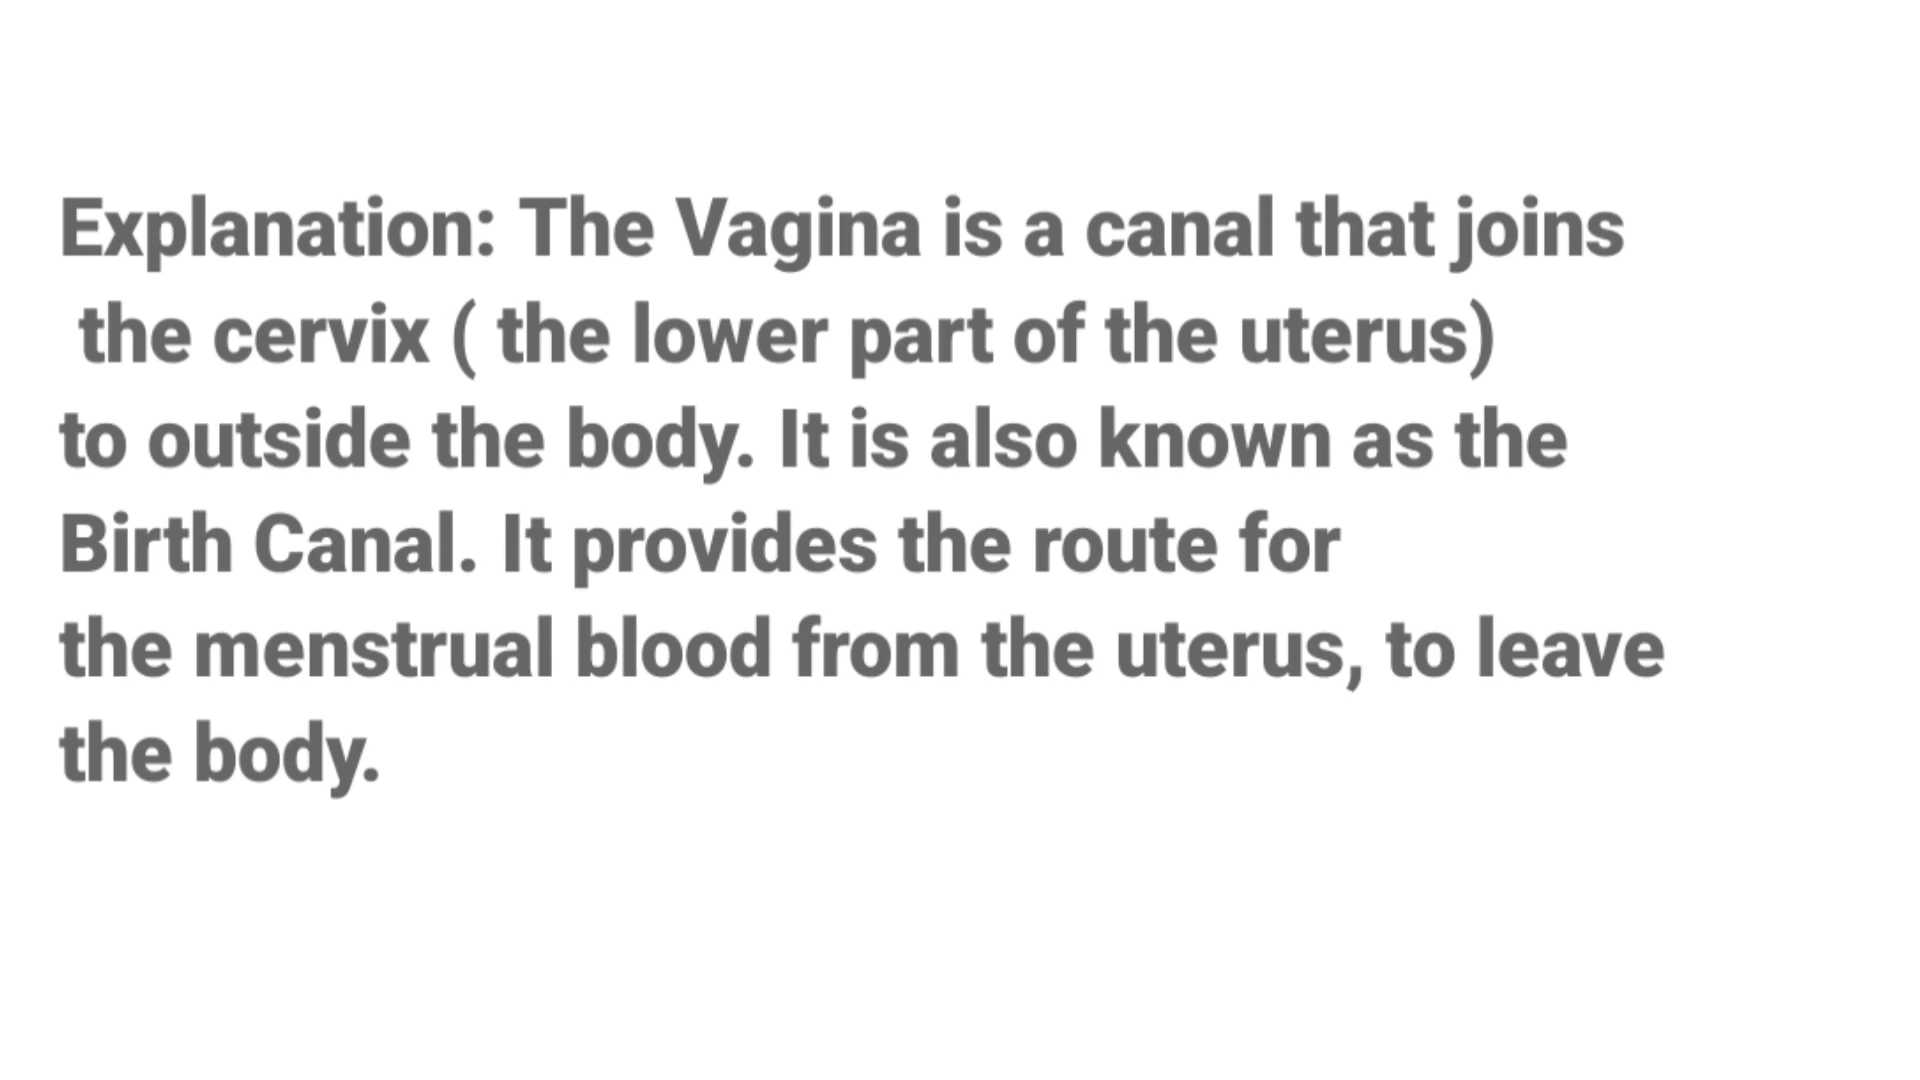 Explanation: The Vagina is a canal that joins
the cervix ( the lower part of the uterus)
to outside the body. It is also known as the
Birth Canal. It provides the route for
the menstrual blood from the uterus, to leave
the body.